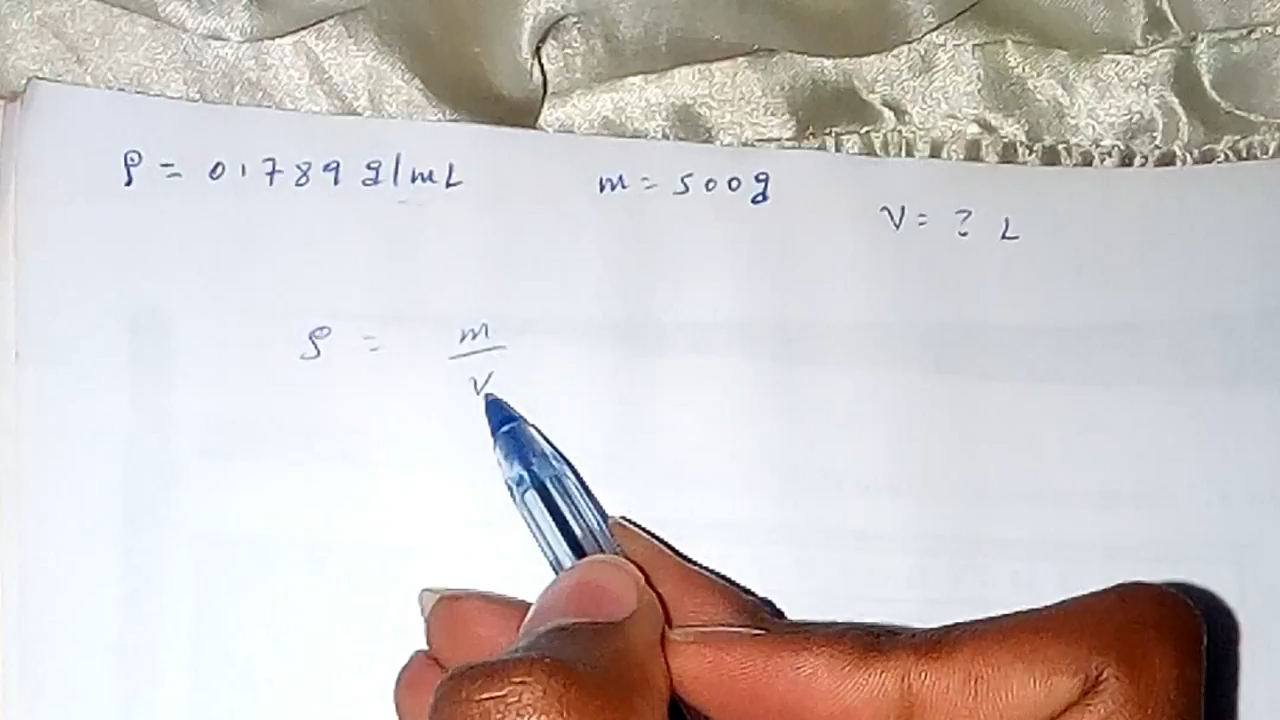 ρ = 0.789 g/mL m = 500g V = ? L
ρ = m/V